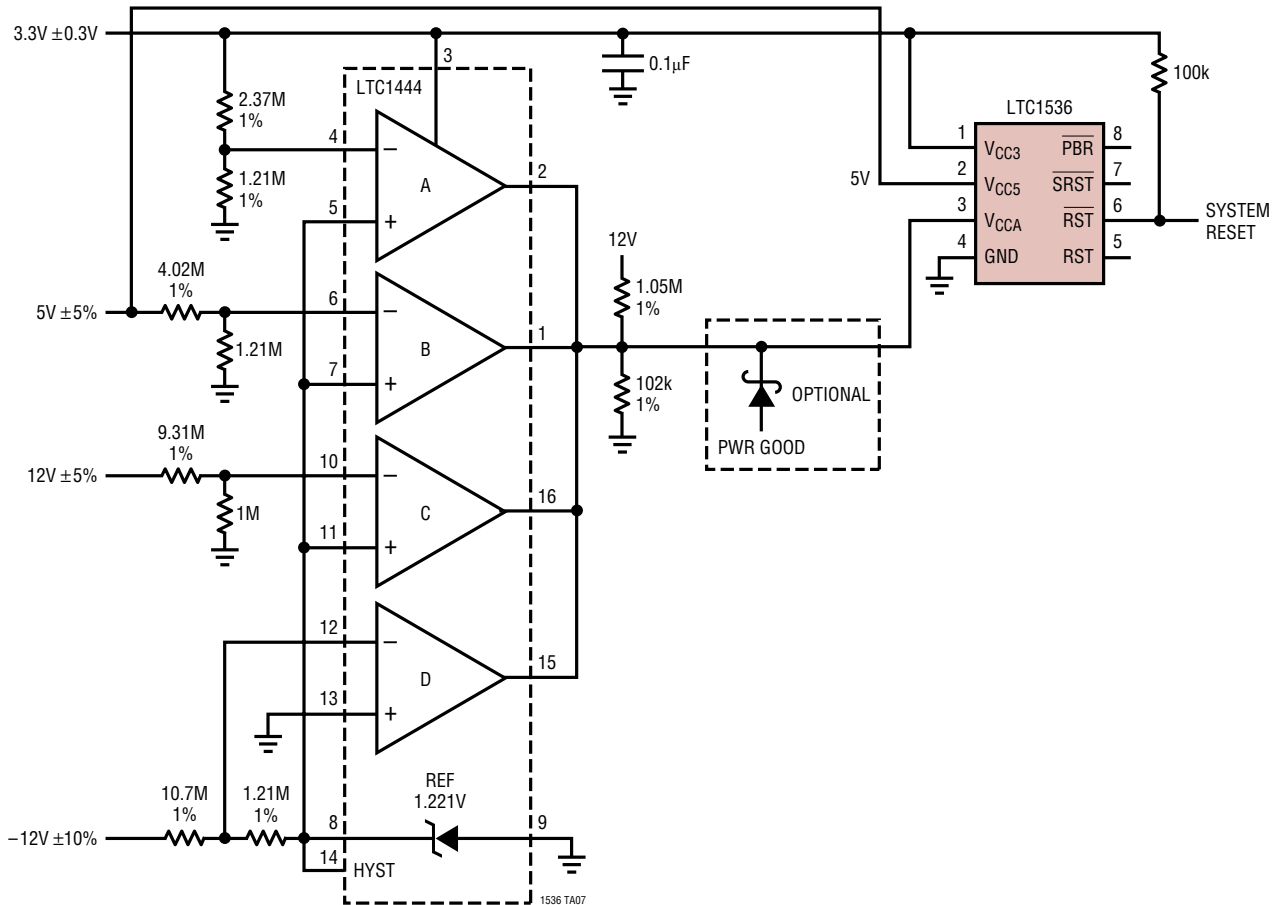 3.3V ±0.3V
3
0.1µF
100k
LTC1444
LTC1536
2.37M
1%
4
−
A
2
1.21M
1%
5
+
1
VCC3
PBR
8
5V
2
VCC5
SRST
7
3
VCCA
RST
6
SYSTEM
RESET
4
GND
RST
5
4.02M
1%
5V ±5%
6
−
B
1
1.21M
7
+
12V
1.05M
1%
102k
1%
OPTIONAL
PWR GOOD
9.31M
1%
12V ±5%
10
−
C
16
1M
11
+
12
−
D
15
13
+
10.7M
1%
1.21M
1%
REF
1.221V
−12V ±10%
8
9
14
HYST
1536 TA07